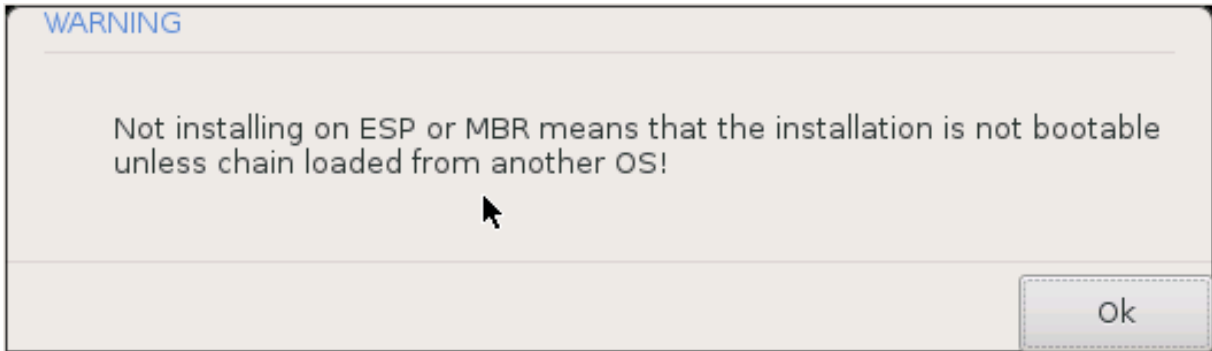 WARNING
Not installing on ESP or MBR means that the installation is not bootable
unless chain loaded from another OS!
Ok